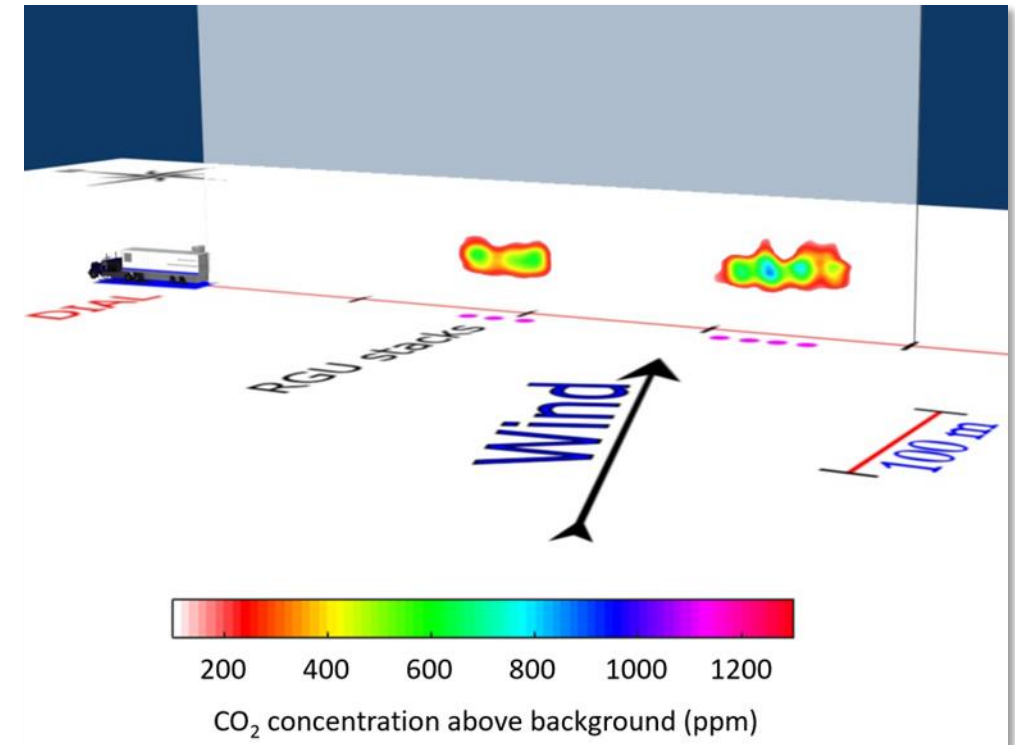 DIAL
RGU stacks
Wind
100 m
200 400 600 800 1000 1200
CO₂ concentration above background (ppm)